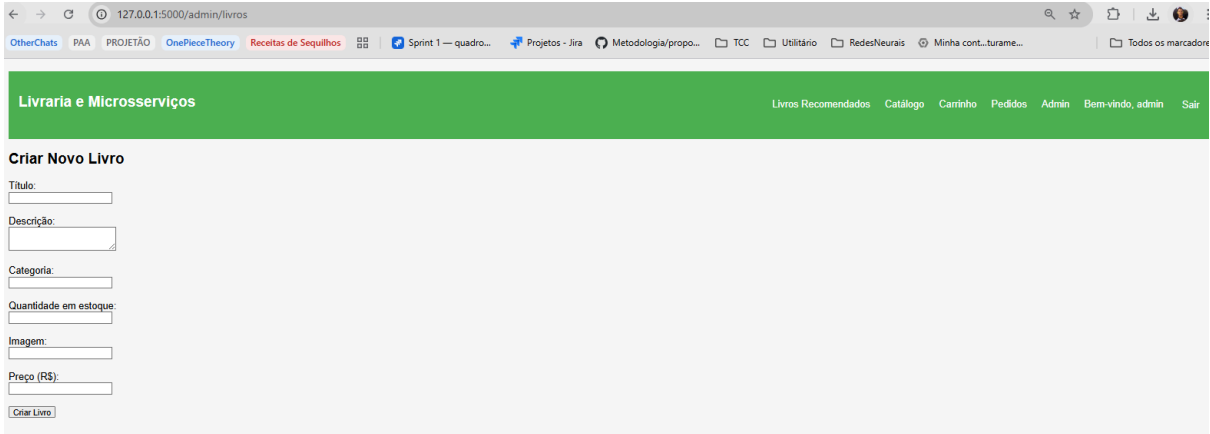 127.0.0.1:5000/admin/livros
OtherChats PAA PROJETÃO OnePieceTheory Receitas de Sequilhos Sprint 1 — quadro... Projetos - Jira Metodologia/propo... TCC Utilitário RedesNeurais Minha cont...turame... Todos os marcadore
Livraria e Microsserviços
Livros Recomendados Catálogo Carrinho Pedidos Admin Bem-vindo, admin Sair
Criar Novo Livro
Título:
Descrição:
Categoria:
Quantidade em estoque:
Imagem:
Preço (R$):
Criar Livro